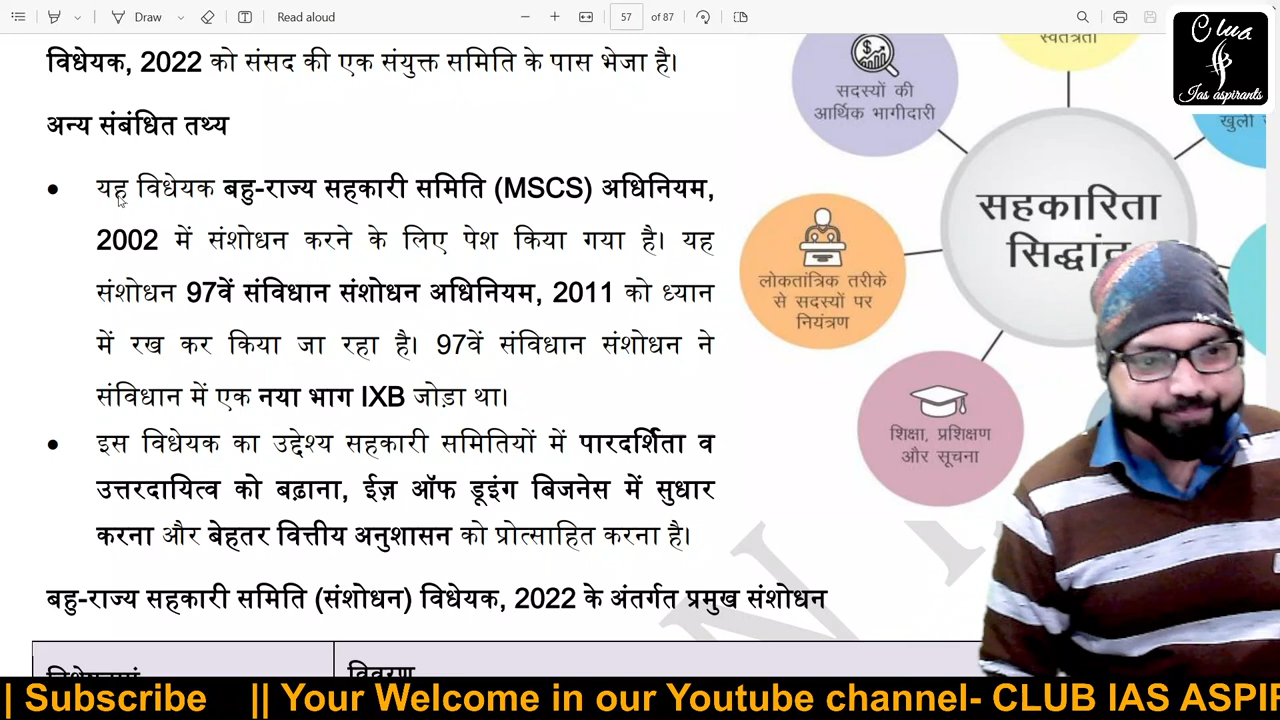 Draw
Read aloud
57
of 87
Clua
Ias aspirants
विधेयक, 2022 को संसद की एक संयुक्त समिति के पास भेजा है।
अन्य संबंधित तथ्य
• यह विधेयक बहु-राज्य सहकारी समिति (MSCS) अधिनियम,
2002 में संशोधन करने के लिए पेश किया गया है। यह
संशोधन 97वें संविधान संशोधन अधिनियम, 2011 को ध्यान
में रख कर किया जा रहा है। 97वें संविधान संशोधन ने
संविधान में एक नया भाग IXB जोड़ा था।
• इस विधेयक का उद्देश्य सहकारी समितियों में पारदर्शिता व
उत्तरदायित्व को बढ़ाना, ईज़ ऑफ डूइंग बिजनेस में सुधार
करना और बेहतर वित्तीय अनुशासन को प्रोत्साहित करना है।
बहु-राज्य सहकारी समिति (संशोधन) विधेयक, 2022 के अंतर्गत प्रमुख संशोधन
विवरण
स्वतंत्रता
सदस्यों की
आर्थिक भागीदारी
खुली
सहकारिता
सिद्धांत
लोकतांत्रिक तरीके
से सदस्यों पर
नियंत्रण
शिक्षा, प्रशिक्षण
और सूचना
| Subscribe || Your Welcome in our Youtube channel- CLUB IAS ASPI